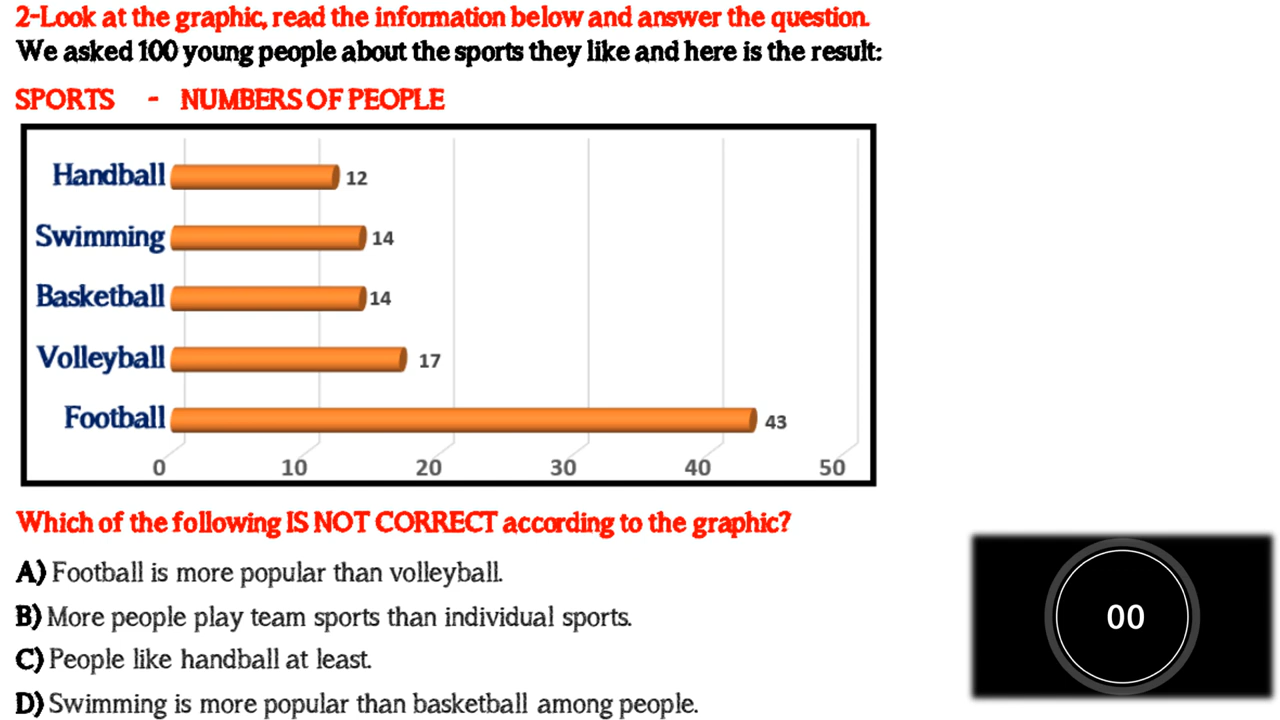 2-Look at the graphic, read the information below and answer the question.
We asked 100 young people about the sports they like and here is the result:
SPORTS - NUMBERS OF PEOPLE
Handball 12
Swimming 14
Basketball 14
Volleyball 17
Football 43
0 10 20 30 40 50
Which of the following IS NOT CORRECT according to the graphic?
A) Football is more popular than volleyball.
B) More people play team sports than individual sports.
C) People like handball at least.
D) Swimming is more popular than basketball among people.
00